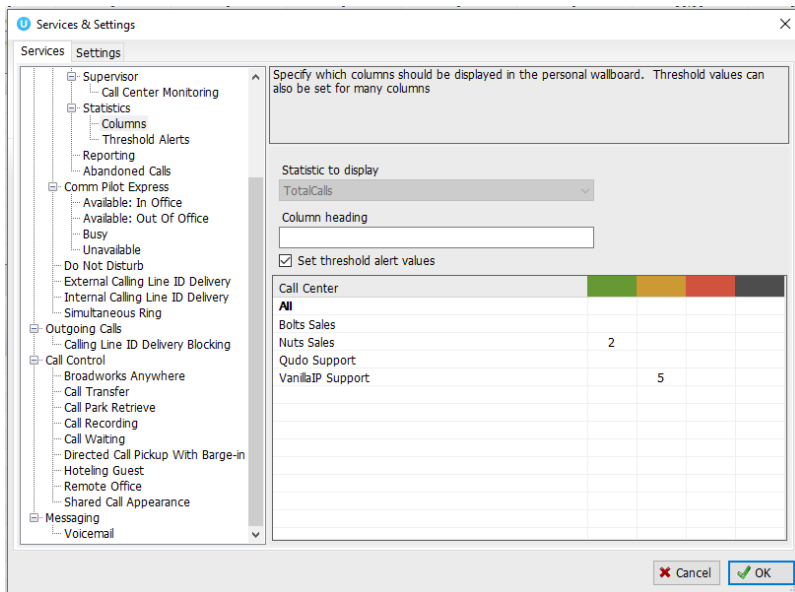 Services & Settings
Services Settings
Supervisor
Call Center Monitoring
Statistics
Columns
Threshold Alerts
Reporting
Abandoned Calls
Comm Pilot Express
Available: In Office
Available: Out Of Office
Busy
Unavailable
Do Not Disturb
External Calling Line ID Delivery
Internal Calling Line ID Delivery
Simultaneous Ring
Outgoing Calls
Calling Line ID Delivery Blocking
Call Control
Broadworks Anywhere
Call Transfer
Call Park Retrieve
Call Recording
Call Waiting
Directed Call Pickup With Barge-in
Hoteling Guest
Remote Office
Shared Call Appearance
Messaging
Voicemail
Specify which columns should be displayed in the personal wallboard. Threshold values can
also be set for many columns
Statistic to display
TotalCalls
Column heading
Set threshold alert values
Call Center
All
Bolts Sales
Nuts Sales 2
Qudo Support
VanillaIP Support 5
Cancel OK